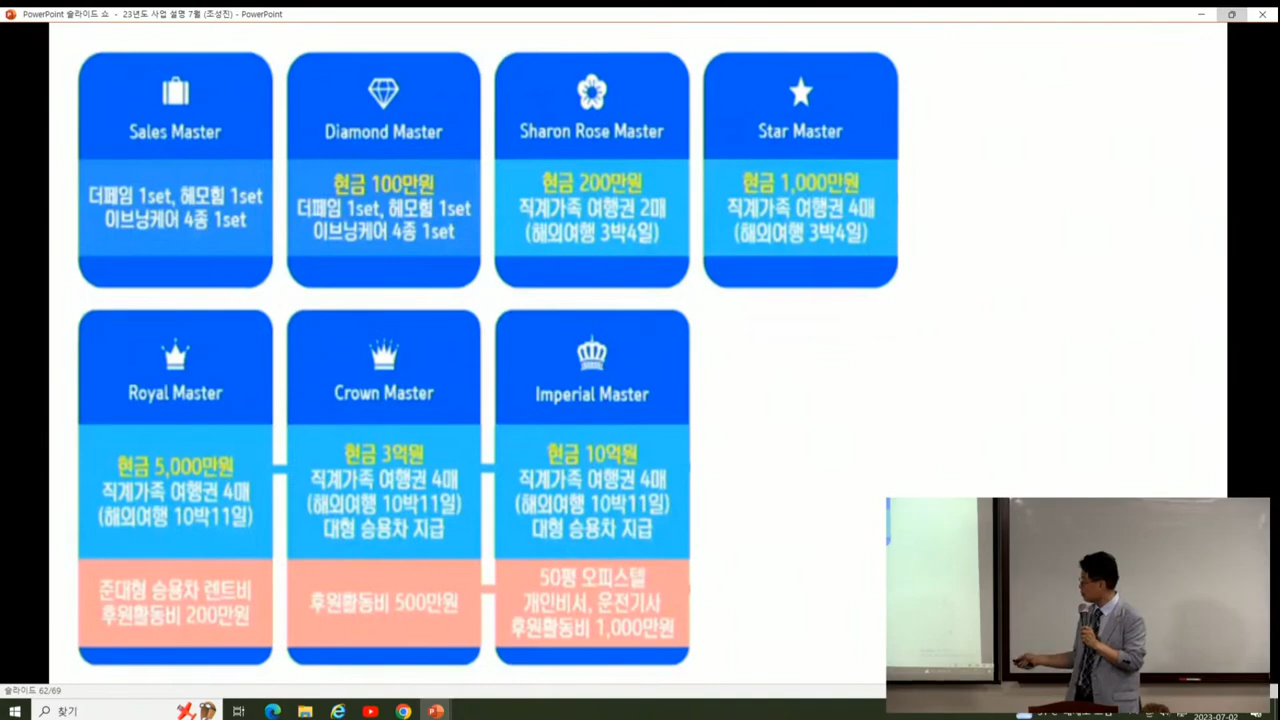 PowerPoint 슬라이드 쇼 - 23년도 사업 설명 7월 (조성진) - PowerPoint
Sales Master
더페임 1set, 헤모힘 1set
이브닝케어 4종 1set
Diamond Master
현금 100만원
더페임 1set, 헤모힘 1set
이브닝케어 4종 1set
Sharon Rose Master
현금 200만원
직계가족 여행권 2매
(해외여행 3박4일)
Star Master
현금 1,000만원
직계가족 여행권 4매
(해외여행 3박4일)
Royal Master
현금 5,000만원
직계가족 여행권 4매
(해외여행 10박11일)
준대형 승용차 렌트비
후원활동비 200만원
Crown Master
현금 3억원
직계가족 여행권 4매
(해외여행 10박11일)
대형 승용차 지급
후원활동비 500만원
Imperial Master
현금 10억원
직계가족 여행권 4매
(해외여행 10박11일)
대형 승용차 지급
50평 오피스텔
개인비서, 운전기사
후원활동비 1,000만원
슬라이드 62/69
찾기
2023-07-02